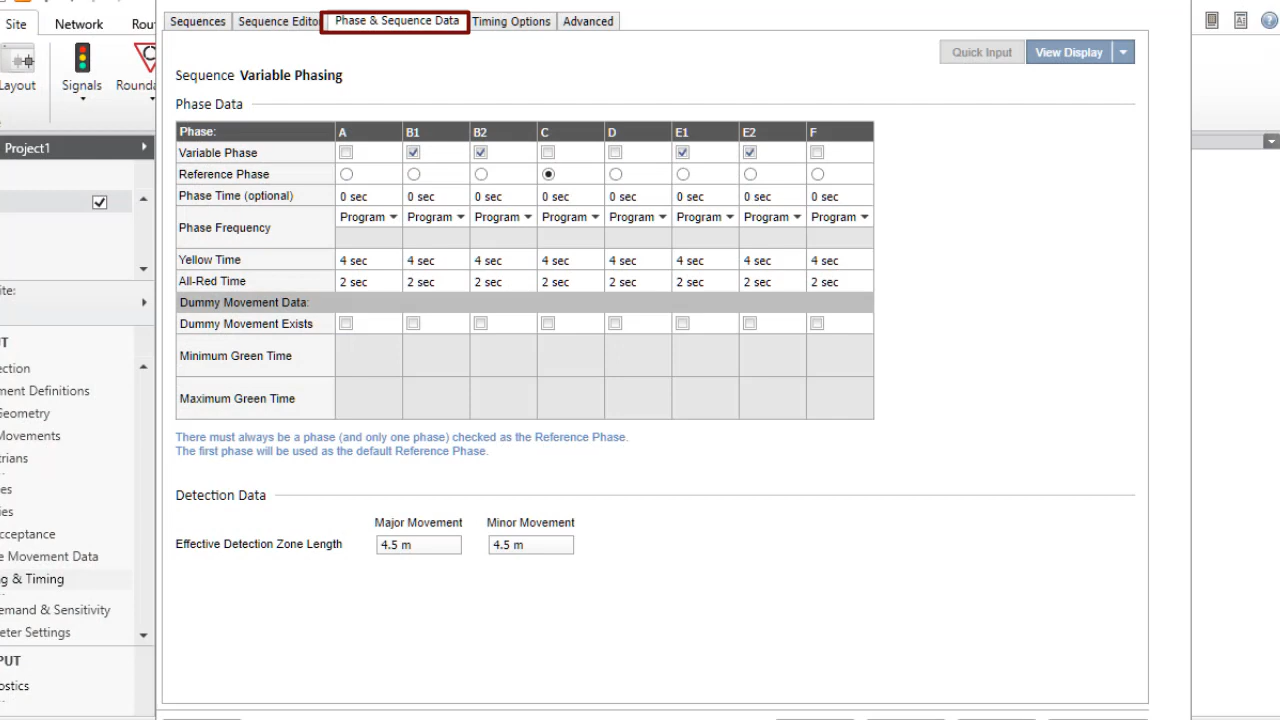 Sequences Sequence Editor Phase & Sequence Data Timing Options Advanced
Site Network Rou
Layout Signals Rounda
Quick Input View Display
Sequence Variable Phasing
Phase Data
Phase: A B1 B2 C D E1 E2 F
Variable Phase
Reference Phase
Phase Time (optional) 0 sec 0 sec 0 sec 0 sec 0 sec 0 sec 0 sec 0 sec
Phase Frequency Program Program Program Program Program Program Program Program
Yellow Time 4 sec 4 sec 4 sec 4 sec 4 sec 4 sec 4 sec 4 sec
All-Red Time 2 sec 2 sec 2 sec 2 sec 2 sec 2 sec 2 sec 2 sec
Dummy Movement Data:
Dummy Movement Exists
Minimum Green Time
Maximum Green Time
There must always be a phase (and only one phase) checked as the Reference Phase.
The first phase will be used as the default Reference Phase.
Detection Data
Major Movement Minor Movement
Effective Detection Zone Length 4.5 m 4.5 m
Project1
ite:
UT
ection
ment Definitions
Geometry
Movements
trians
es
ies
cceptance
e Movement Data
g & Timing
emand & Sensitivity
eter Settings
PUT
ostics